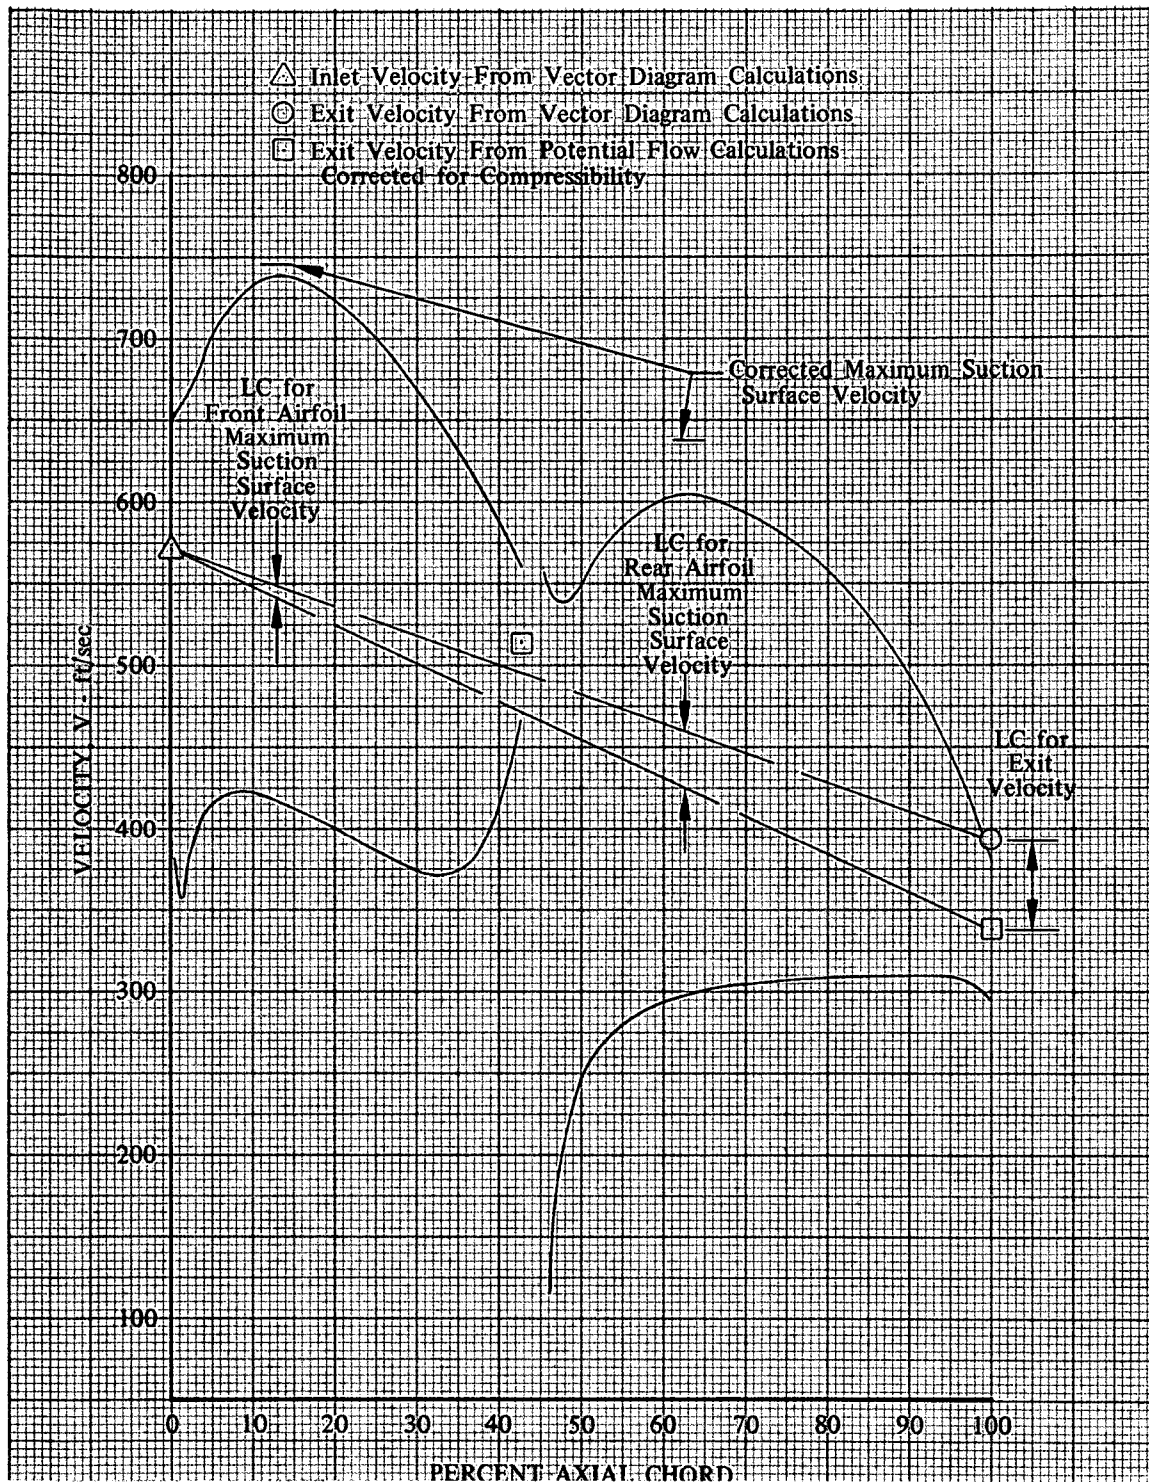 Inlet Velocity From Vector Diagram Calculations
Exit Velocity From Vector Diagram Calculations
Exit Velocity From Potential Flow Calculations
Corrected for Compressibility
800
700
600
500
400
300
200
100
VELOCITY, V - ft/sec
LC for
Front Airfoil
Maximum
Suction
Surface
Velocity
Corrected Maximum Suction
Surface Velocity
LC for
Rear Airfoil
Maximum
Suction
Surface
Velocity
LC for
Exit
Velocity
0 10 20 30 40 50 60 70 80 90 100
PERCENT AXIAL CHORD